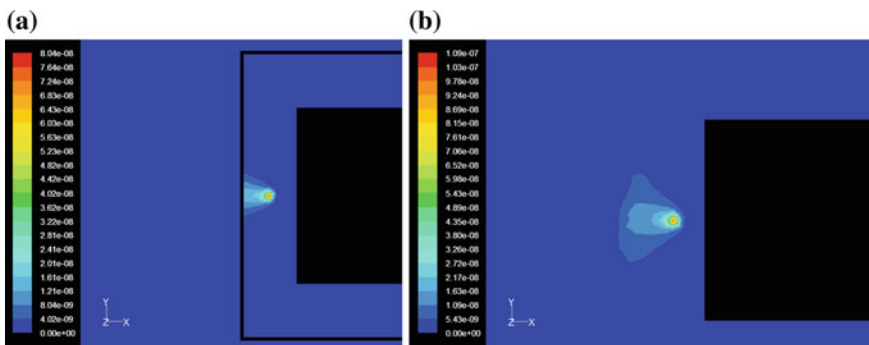 (a)
8.04e-08
7.64e-08
7.24e-08
6.83e-08
6.43e-08
6.03e-08
5.63e-08
5.23e-08
4.82e-08
4.42e-08
4.02e-08
3.62e-08
3.22e-08
2.81e-08
2.41e-08
2.01e-08
1.61e-08
1.21e-08
8.04e-09
4.02e-09
0.00e+00
Y
Z X
(b)
1.09e-07
1.03e-07
9.78e-08
9.24e-08
8.69e-08
8.15e-08
7.61e-08
7.06e-08
6.52e-08
5.98e-08
5.43e-08
4.89e-08
4.35e-08
3.80e-08
3.26e-08
2.72e-08
2.17e-08
1.63e-08
1.09e-08
5.43e-09
0.00e+00
Y
Z X